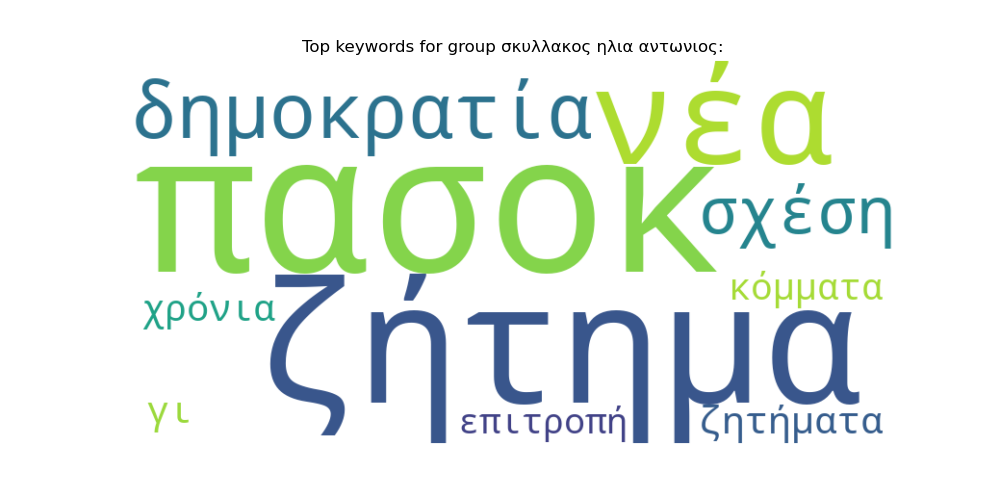 Top keywords for group σκυλλακος ηλια αντωνιος:
δημοκρατία νέα
πασοκ
σχέση
κόμματα
χρόνια
ζήτημα
γι
επιτροπή
ζητήματα